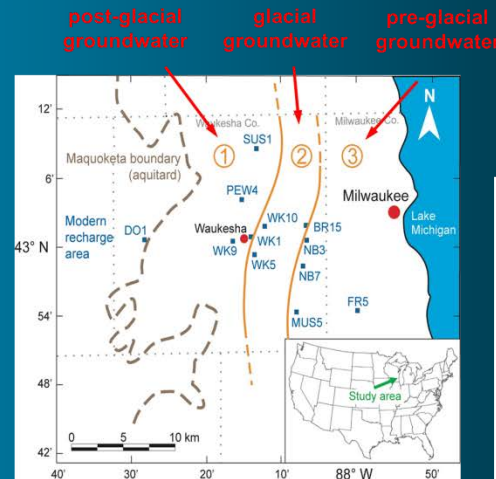 post-glacial
groundwater
glacial
groundwater
pre-glacial
groundwater
N
12'
Waukesha Co.
Milwaukee Co.
SUS1
1
2
3
Maquoketa boundary
(aquitard)
6'
PEW4
Milwaukee
Modern
recharge
area
DO1
Waukesha
WK10
BR15
Lake
Michigan
43° N
WK9
WK1
NB3
WK5
NB7
54'
MUS5
FR5
48'
Study area
0 5 10 km
42'
40' 30' 20' 10' 88° W 50'